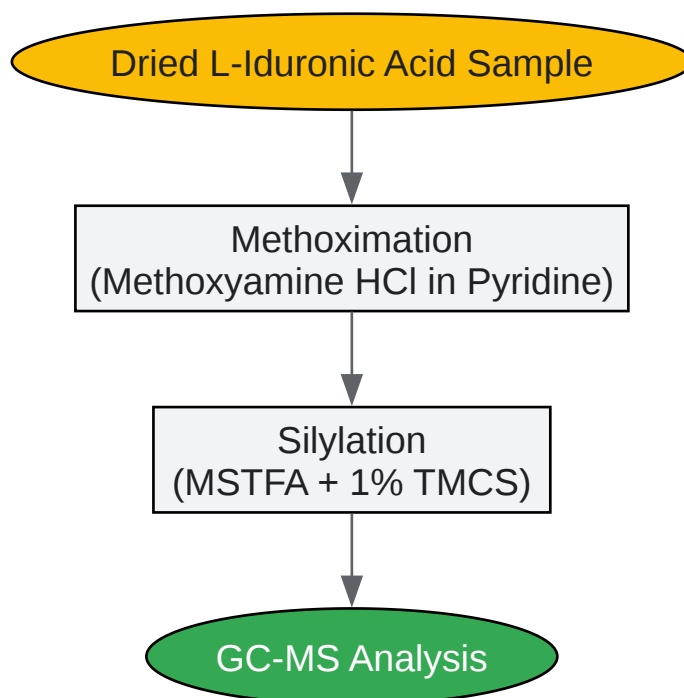 Dried L-Iduronic Acid Sample
Methoximation
(Methoxyamine HCl in Pyridine)
Silylation
(MSTFA + 1% TMCS)
GC-MS Analysis